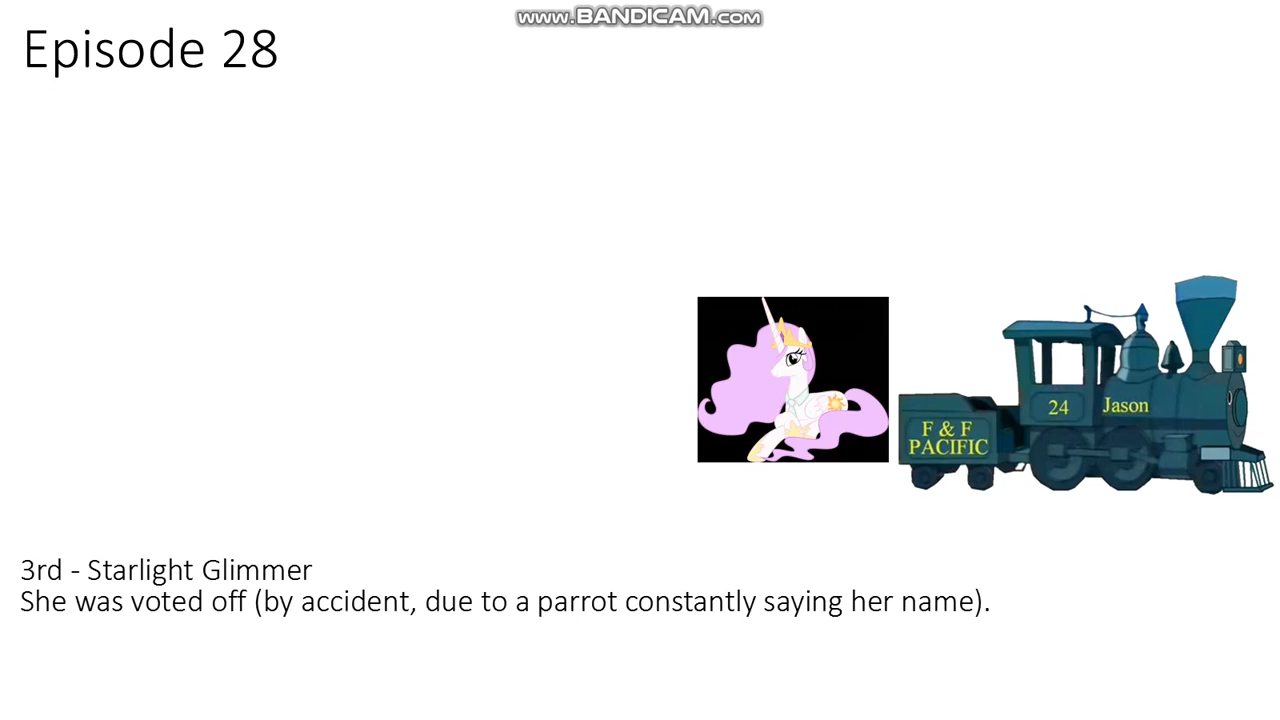 www.BANDICAM.com
Episode 28
24 Jason
F & F
PACIFIC
3rd - Starlight Glimmer
She was voted off (by accident, due to a parrot constantly saying her name).